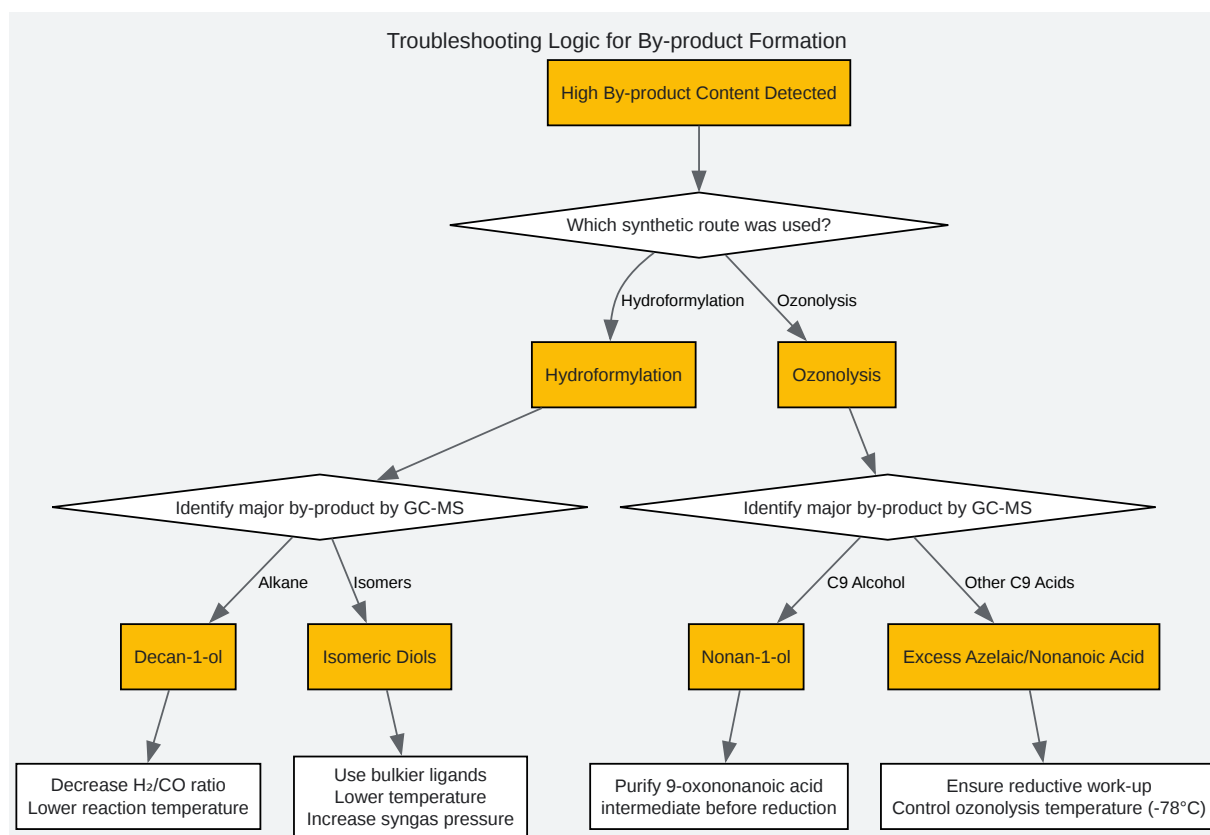 Troubleshooting Logic for By-product Formation
High By-product Content Detected
Which synthetic route was used?
Hydroformylation
Ozonolysis
Hydroformylation
Ozonolysis
Identify major by-product by GC-MS
Identify major by-product by GC-MS
Alkane
Isomers
C9 Alcohol
Other C9 Acids
Decan-1-ol
Isomeric Diols
Nonan-1-ol
Excess Azelaic/Nonanoic Acid
Decrease H₂/CO ratio
Lower reaction temperature
Use bulkier ligands
Lower temperature
Increase syngas pressure
Purify 9-oxononanoic acid
intermediate before reduction
Ensure reductive work-up
Control ozonolysis temperature (-78°C)